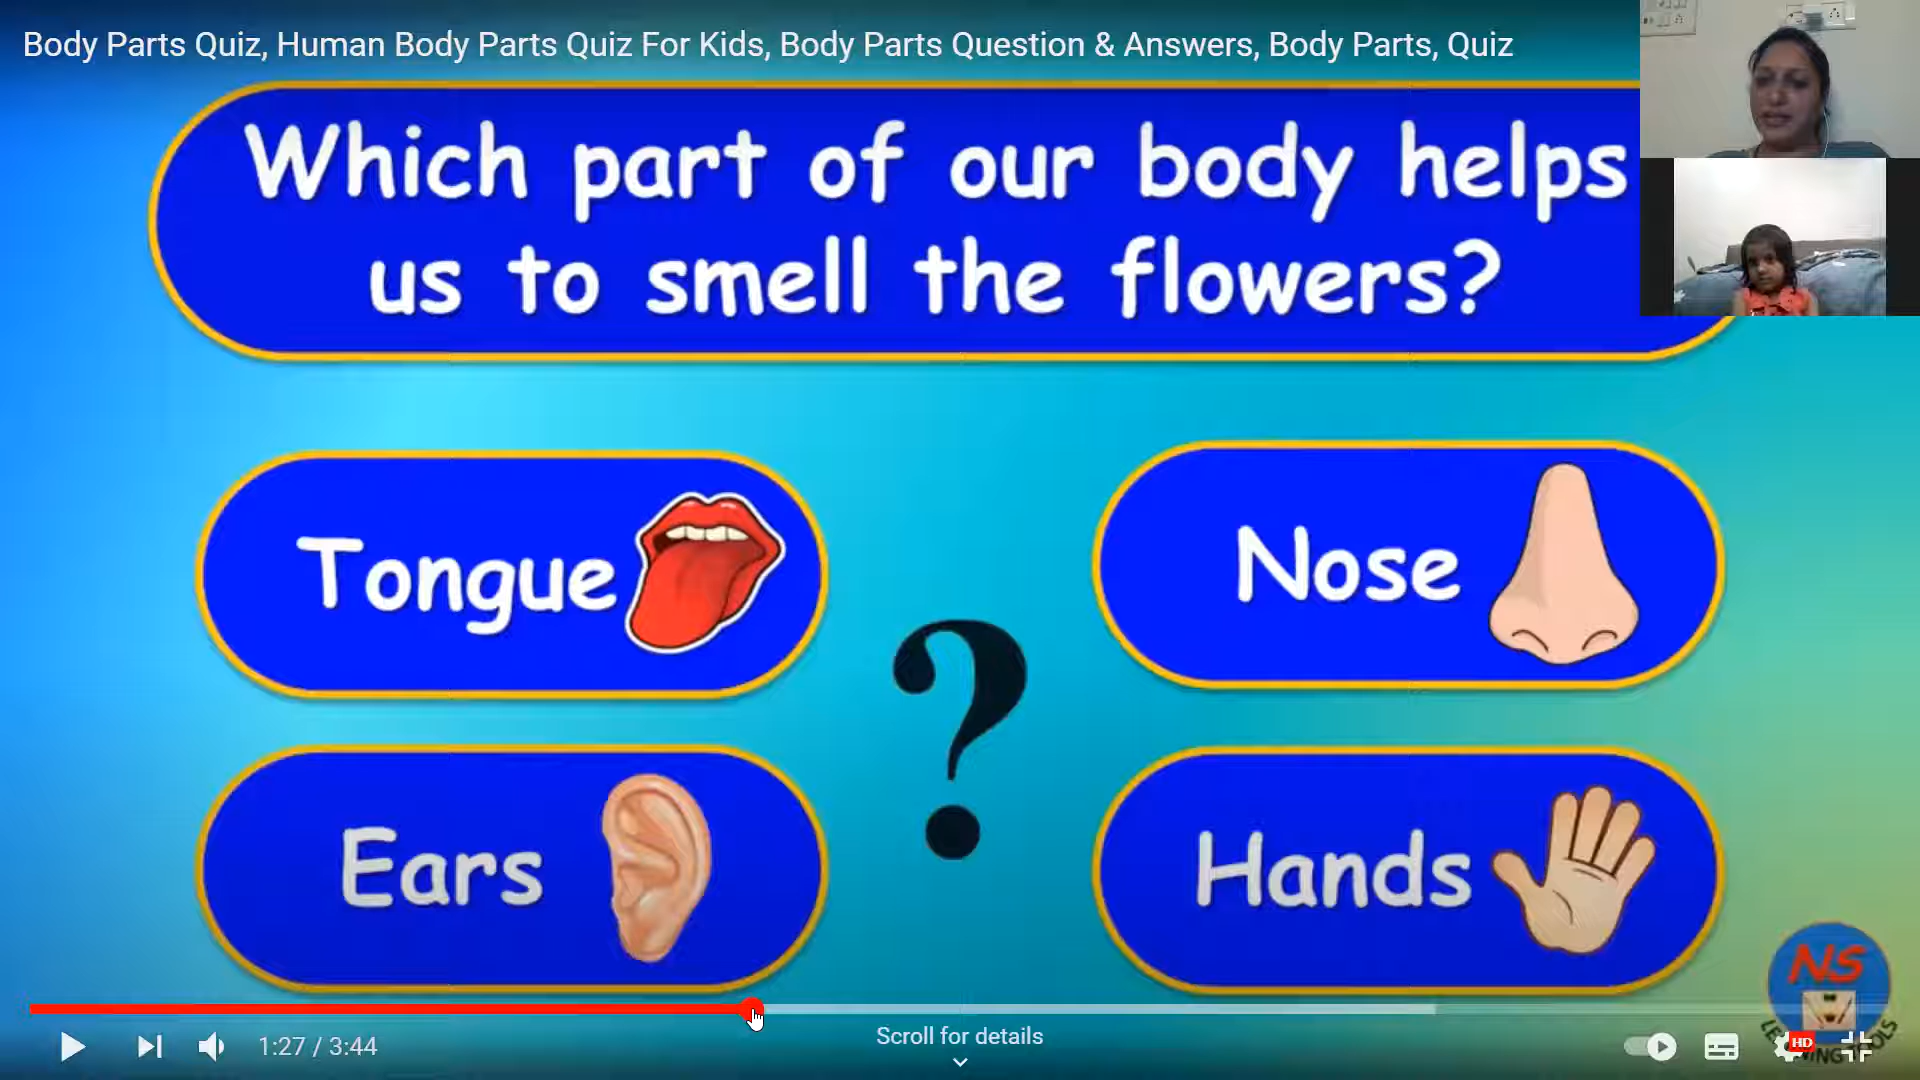 Body Parts Quiz, Human Body Parts Quiz For Kids, Body Parts Question & Answers, Body Parts, Quiz
Which part of our body helps
us to smell the flowers?
Tongue
Nose
?
Ears
Hands
NS
LEARNING TOOLS
1:27 / 3:44
Scroll for details
HD